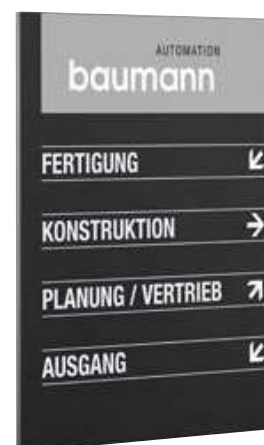 AUTOMATION
baumann
FERTIGUNG ↙
KONSTRUKTION →
PLANUNG / VERTRIEB ↗
AUSGANG ↙